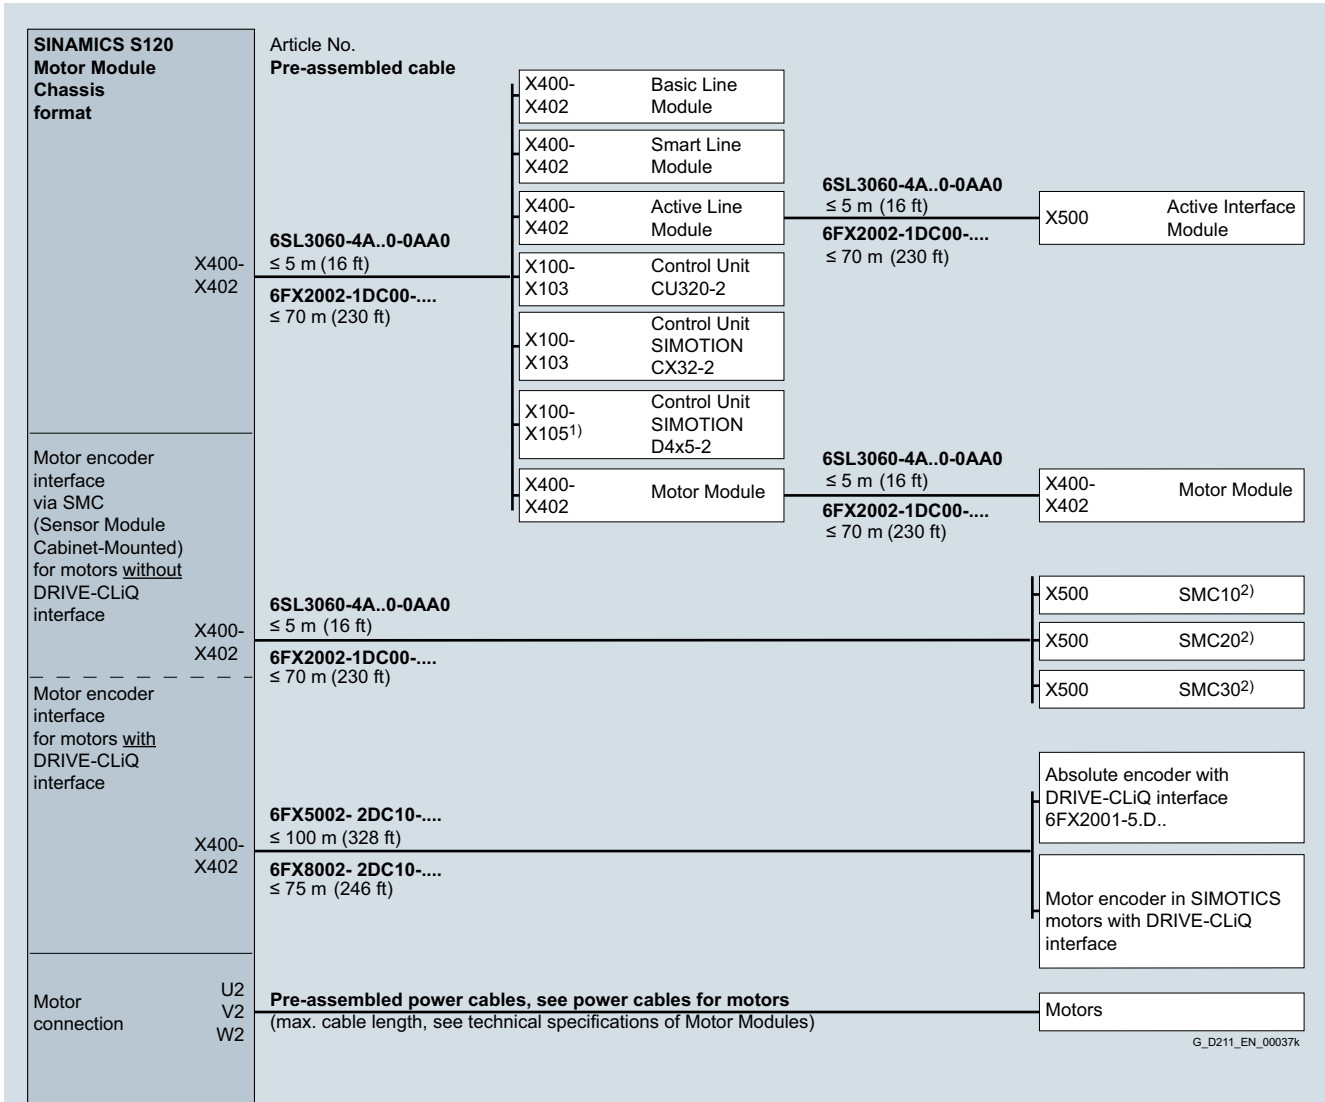 SINAMICS S120
Motor Module
Chassis
format
Article No.
Pre-assembled cable
X400-
X402
6SL3060-4A..0-0AA0
≤ 5 m (16 ft)
6FX2002-1DC00-....
≤ 70 m (230 ft)
X400- Basic Line
X402 Module
X400- Smart Line
X402 Module
X400- Active Line
X402 Module
6SL3060-4A..0-0AA0
≤ 5 m (16 ft)
6FX2002-1DC00-....
≤ 70 m (230 ft)
X500 Active Interface
Module
X100- Control Unit
X103 CU320-2
Control Unit
X100- SIMOTION
X103 CX32-2
Control Unit
X100- SIMOTION
X1051) D4x5-2
X400- Motor Module
X402
6SL3060-4A..0-0AA0
≤ 5 m (16 ft)
6FX2002-1DC00-....
≤ 70 m (230 ft)
X400- Motor Module
X402
Motor encoder
interface
via SMC
(Sensor Module
Cabinet-Mounted)
for motors without
DRIVE-CLiQ
interface
X400-
X402
6SL3060-4A..0-0AA0
≤ 5 m (16 ft)
6FX2002-1DC00-....
≤ 70 m (230 ft)
X500 SMC102)
X500 SMC202)
X500 SMC302)
Motor encoder
interface
for motors with
DRIVE-CLiQ
interface
X400-
X402
6FX5002- 2DC10-....
≤ 100 m (328 ft)
6FX8002- 2DC10-....
≤ 75 m (246 ft)
Absolute encoder with
DRIVE-CLiQ interface
6FX2001-5.D..
Motor encoder in SIMOTICS
motors with DRIVE-CLiQ
interface
Motor
connection
U2
V2
W2
Pre-assembled power cables, see power cables for motors
(max. cable length, see technical specifications of Motor Modules)
Motors
G_D211_EN_00037k